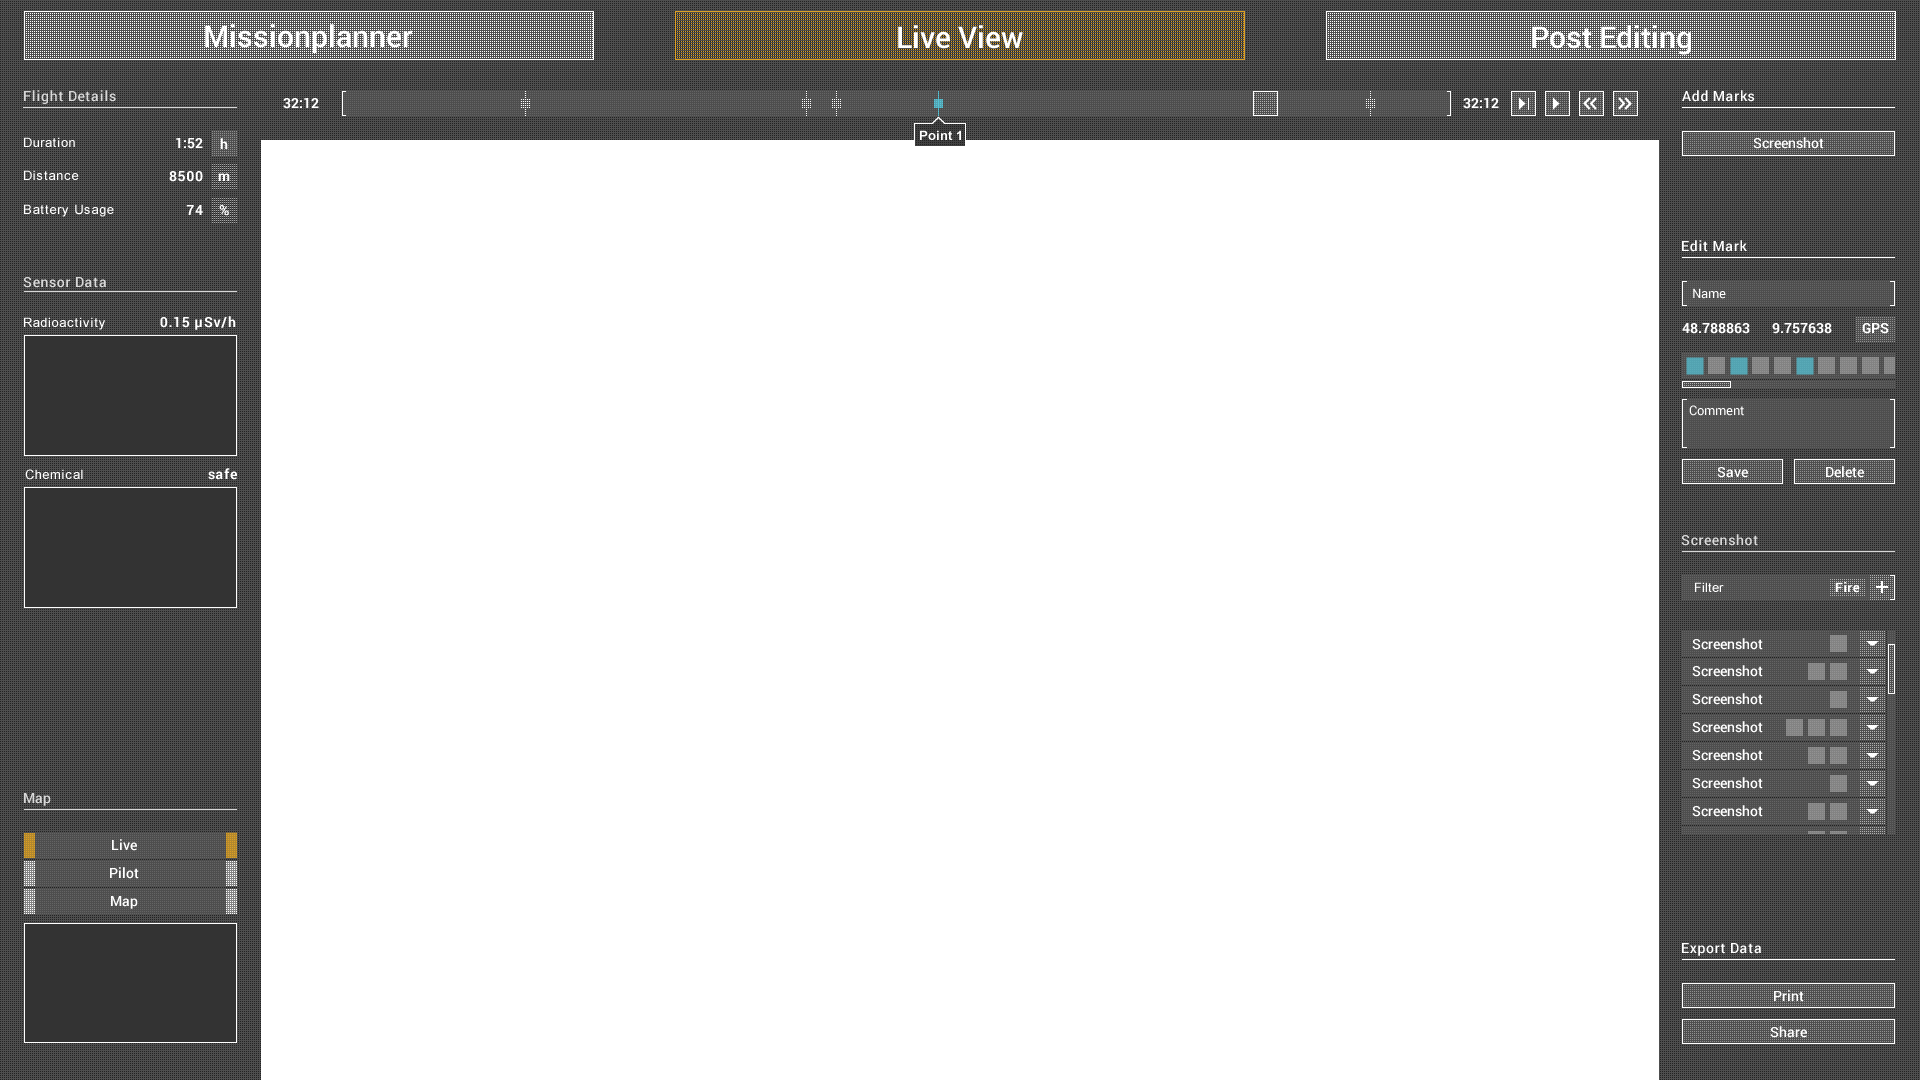 Missionplanner
Live View
Post Editing
Flight Details
Duration 1:52 h
Distance 8500 m
Battery Usage 74 %
Sensor Data
Radioactivity 0.15 µSv/h
Chemical safe
Map
Live
Pilot
Map
32:12
32:12
Point 1
Add Marks
Screenshot
Edit Mark
Name
48.788863 9.757638 GPS
Comment
Save Delete
Screenshot
Filter Fire +
Screenshot
Screenshot
Screenshot
Screenshot
Screenshot
Screenshot
Screenshot
Export Data
Print
Share